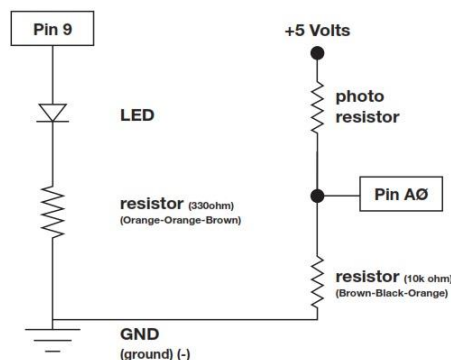 Pin 9
+5 Volts
LED
photo
resistor
resistor (330ohm)
(Orange-Orange-Brown)
Pin AØ
resistor (10k ohm)
(Brown-Black-Orange)
GND
(ground) (-)